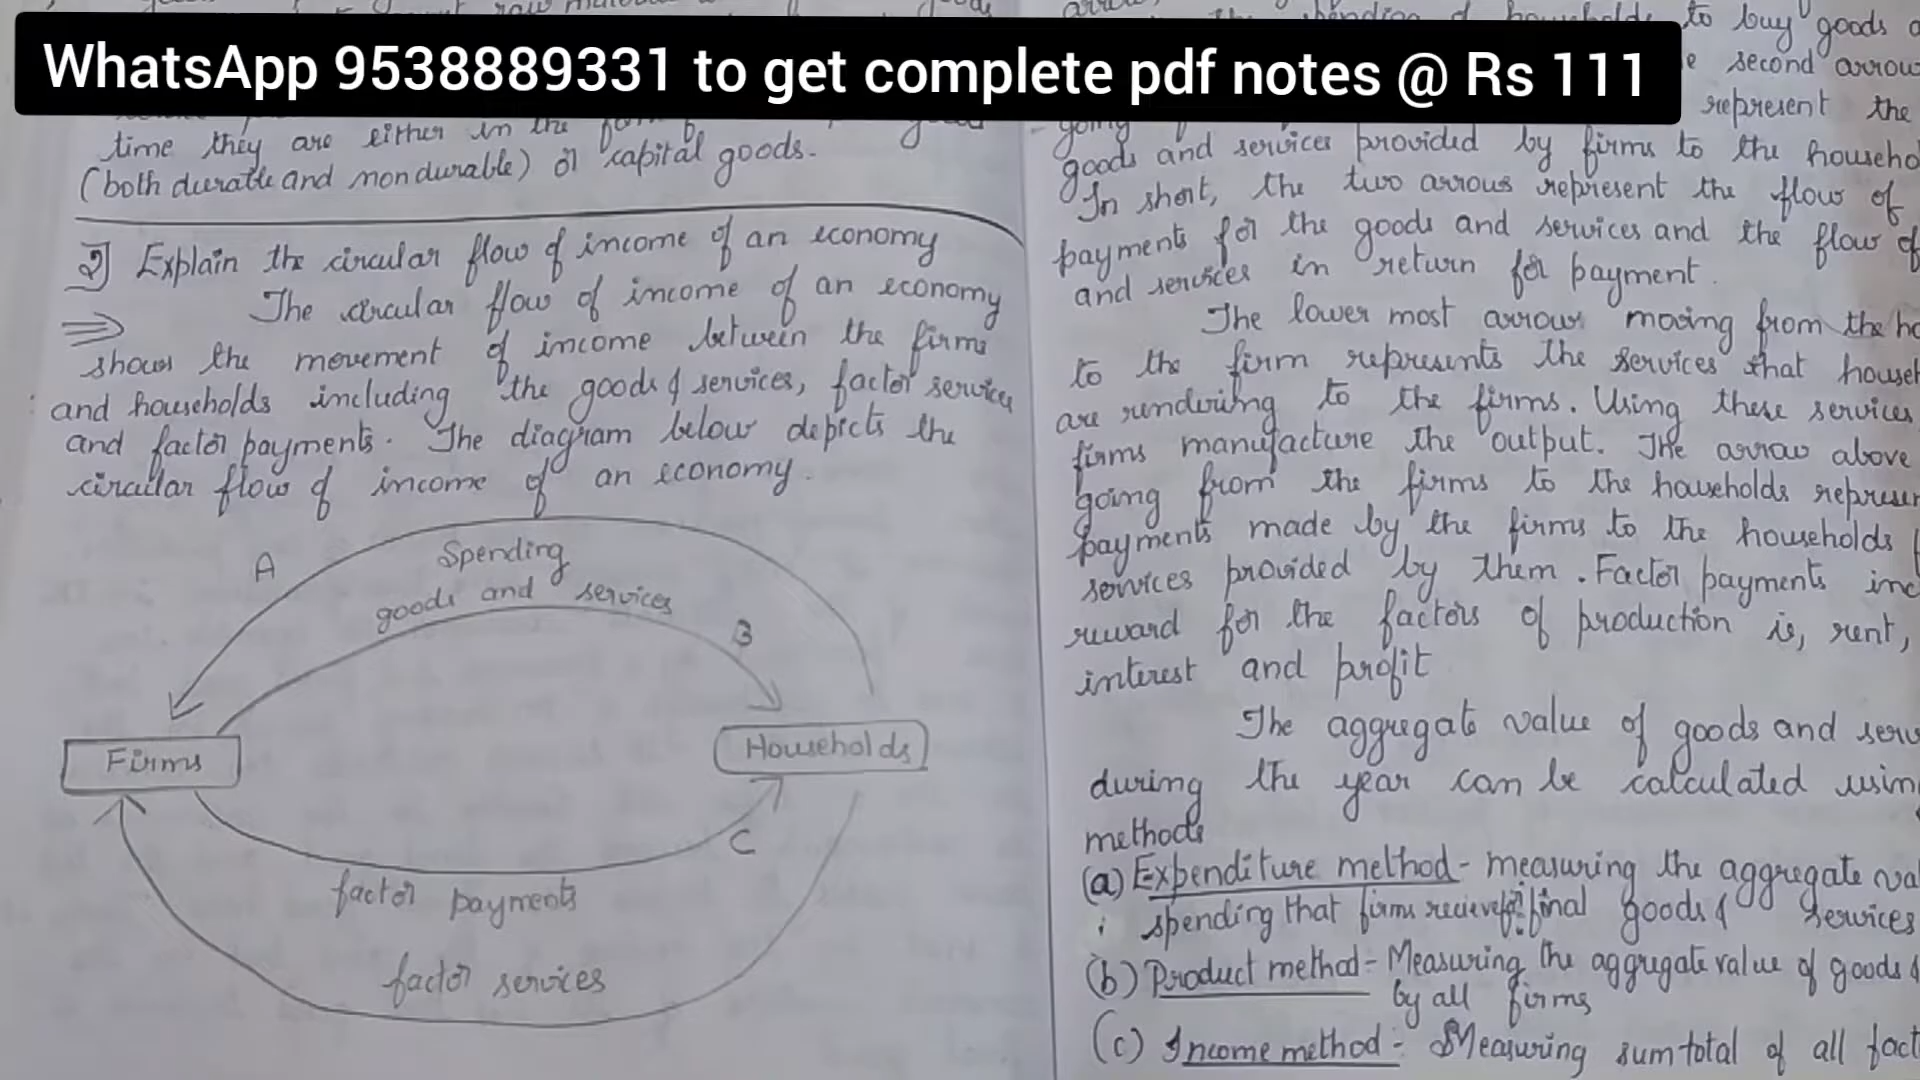 WhatsApp 9538889331 to get complete pdf notes @ Rs 111
time they are either in the
(both durable and nondurable) or capital goods.
2] Explain the circular flow of income of an economy
The circular flow of income of an economy
shows the movement of income between the firms
and households including the goods & services, factor services
and factor payments. The diagram below depicts the
circular flow of income of an economy.
A
Spending
goods and services
B
Firms
Households
C
factor payments
factor services
to buy goods
second arrow
represent the
going
goods and services provided by firms to the househo
In short, the two arrows represent the flow of
payments for the goods and services and the flow of
and services in return for payment.
The lower most arrow moving from the ho
to the firm represents the services that househ
are rendering to the firms. Using these services
firms manufacture the output. The arrow above
going from the firms to the households represen
payments made by the firms to the households
services provided by them. Factor payments inc
reward for the factors of production is, rent,
interest and profit
The aggregate value of goods and serv
during the year can be calculated usin
methods
(a) Expenditure method - measuring the aggregate va
spending that firms recieve for final goods & services
(b) Product method - Measuring the aggregate value of goods &
by all firms
(c) Income method - Measuring sum total of all fact